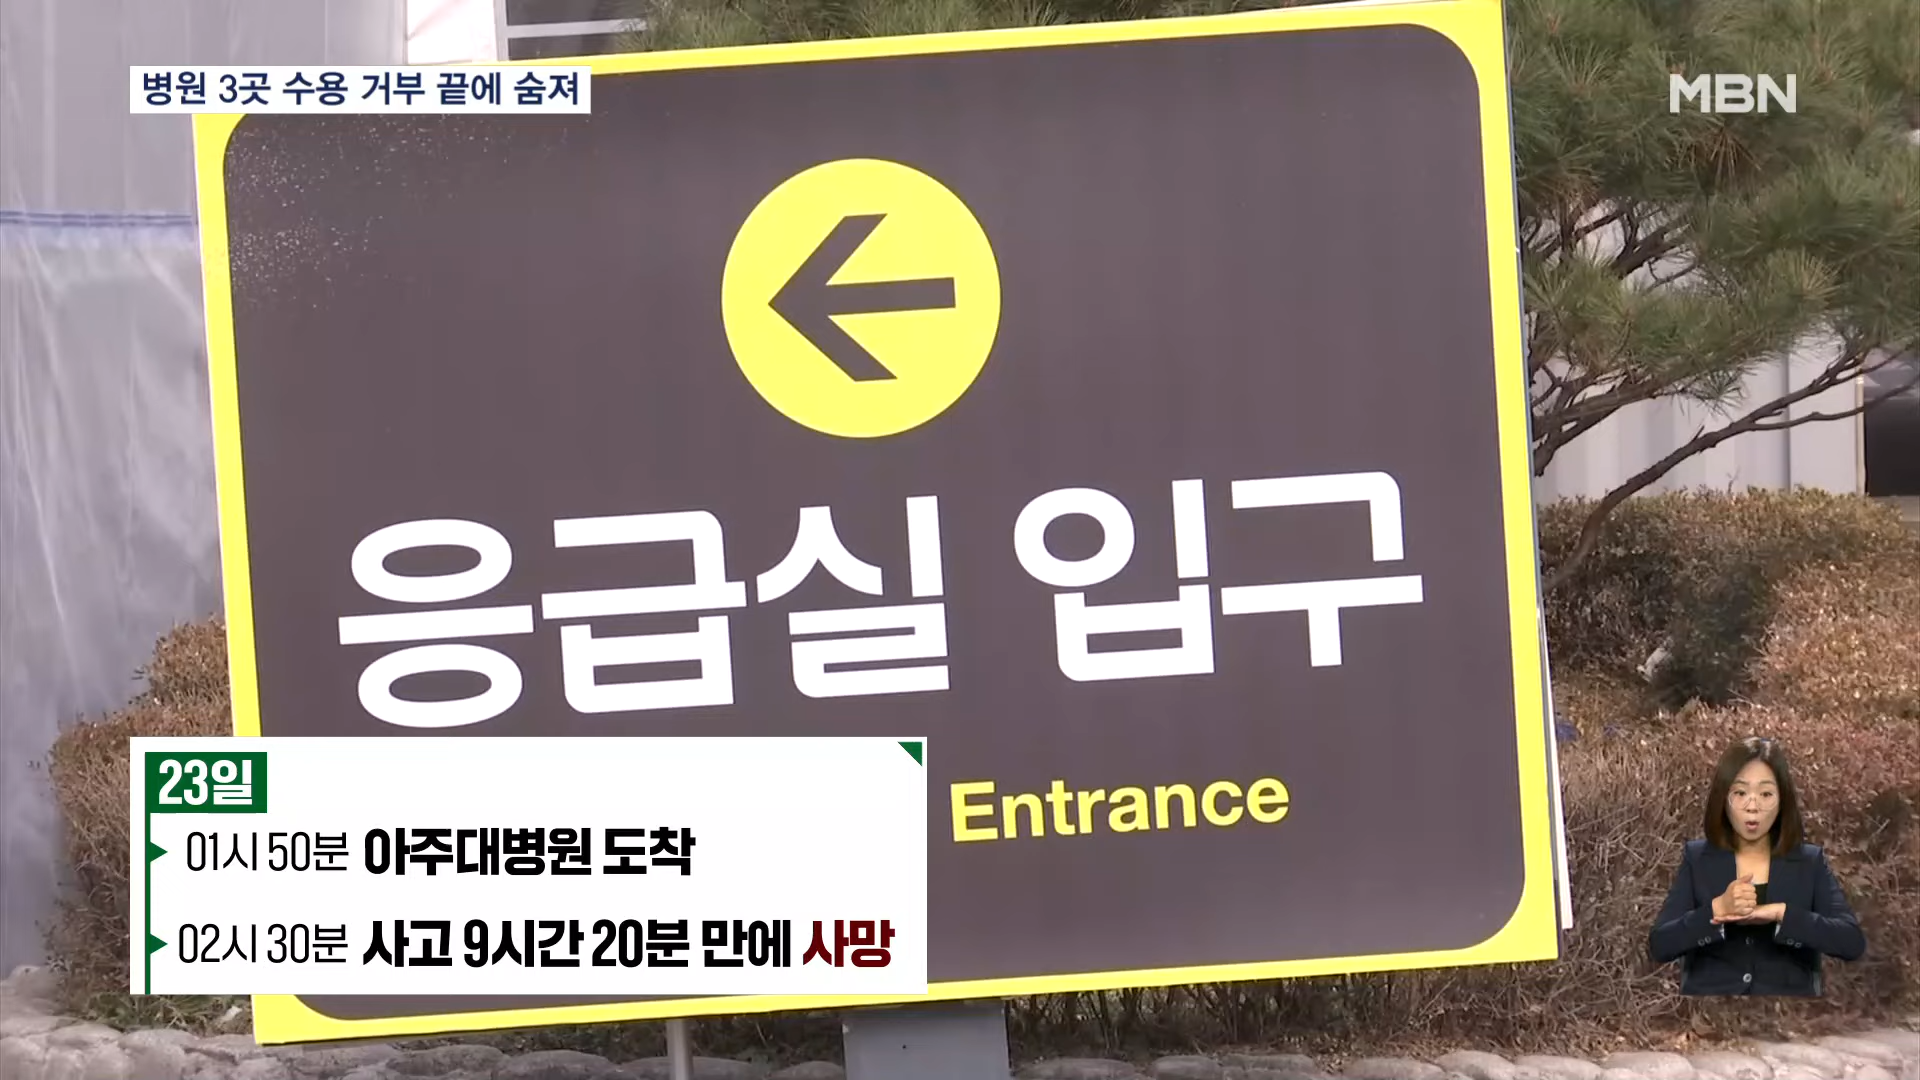 병원 3곳 수용 거부 끝에 숨져
MBN
응급실 입구
Entrance
23일
01시 50분 아주대병원 도착
02시 30분 사고 9시간 20분 만에 사망